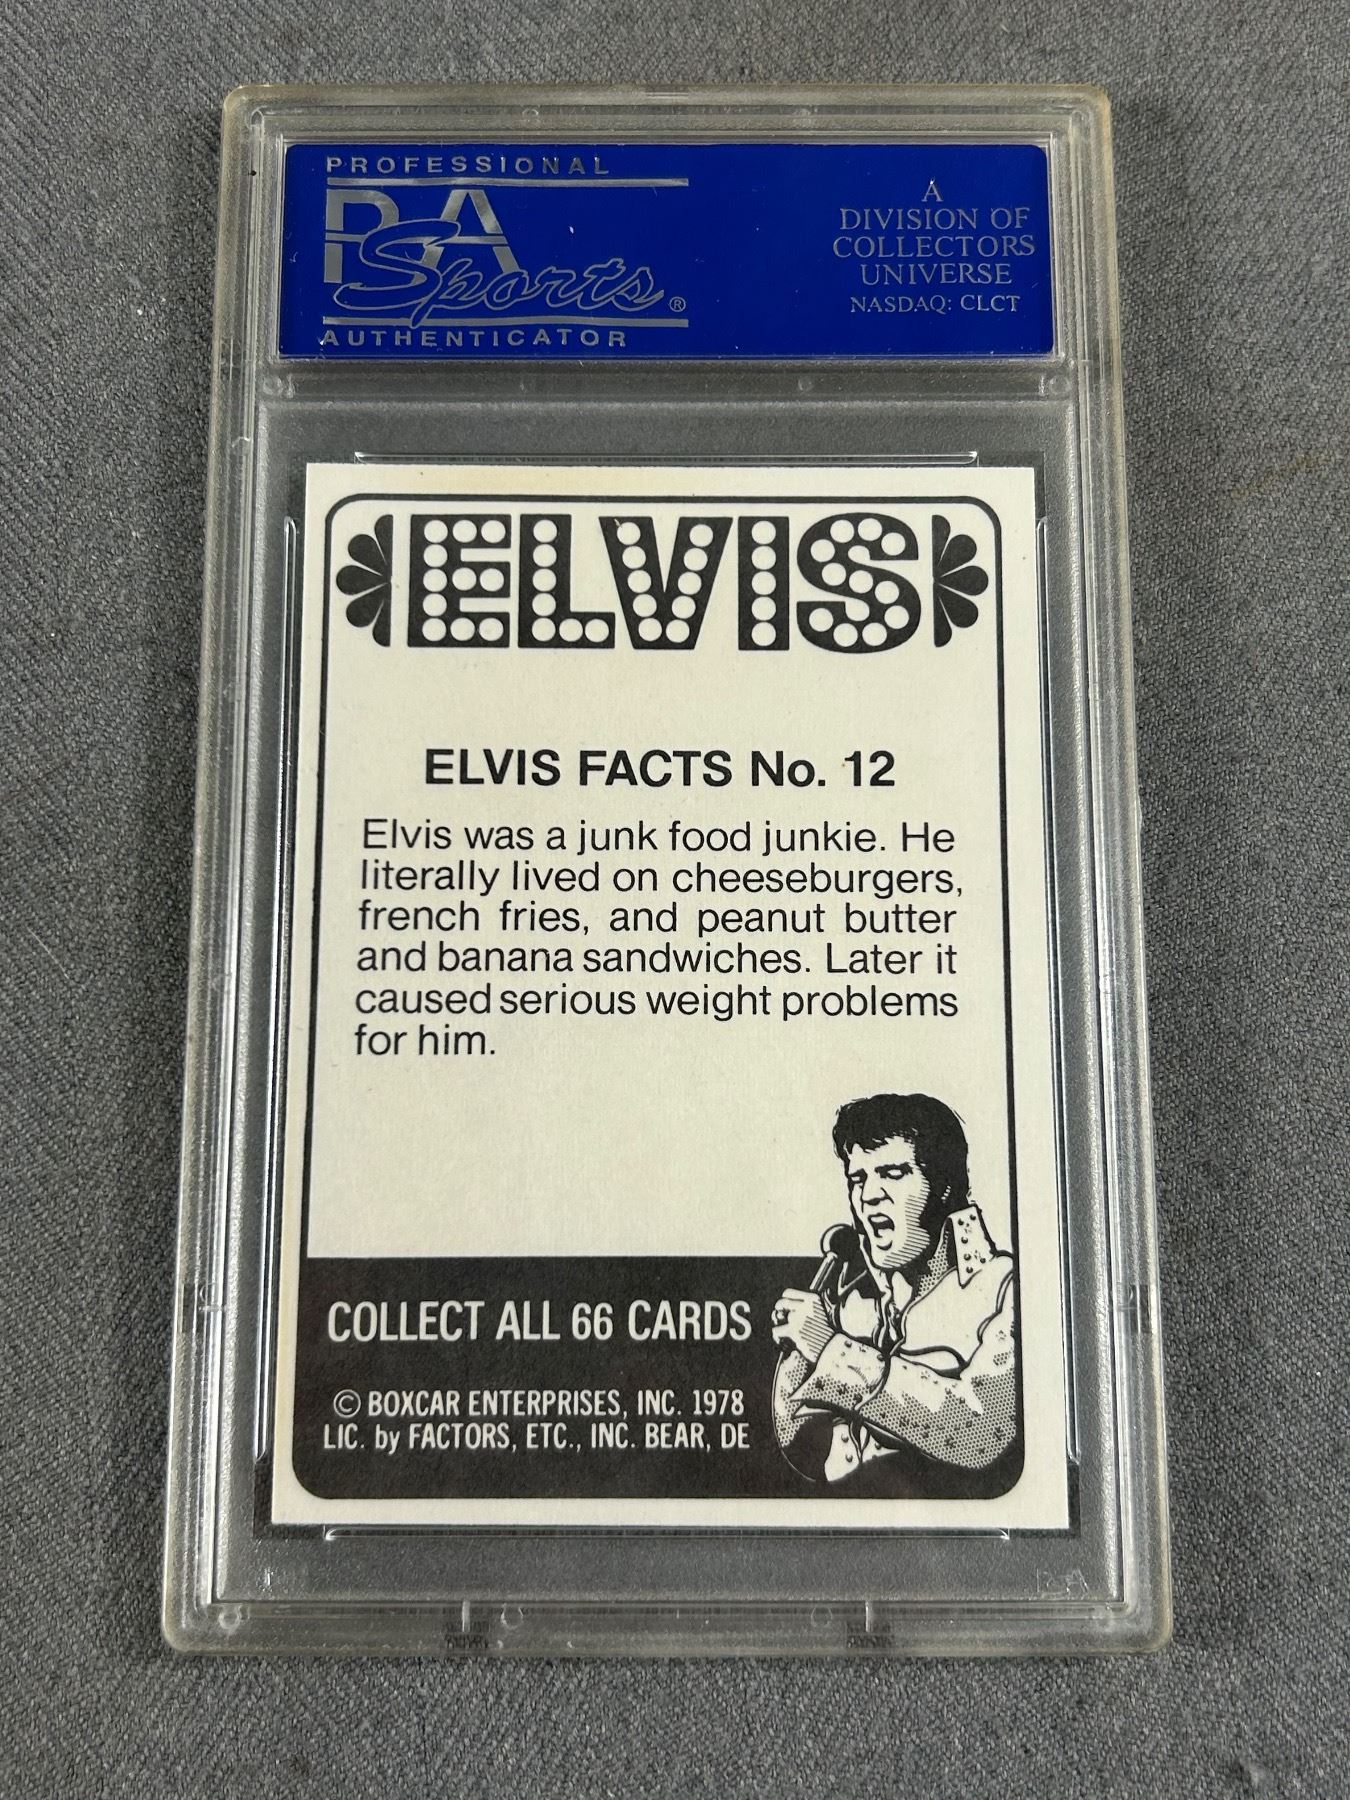 PROFESSIONAL
PSA
Sports®
AUTHENTICATOR
A
DIVISION OF
COLLECTORS
UNIVERSE
NASDAQ: CLCT
ELVIS
ELVIS FACTS No. 12
Elvis was a junk food junkie. He
literally lived on cheeseburgers,
french fries, and peanut butter
and banana sandwiches. Later it
caused serious weight problems
for him.
COLLECT ALL 66 CARDS
© BOXCAR ENTERPRISES, INC. 1978
LIC. by FACTORS, ETC., INC. BEAR, DE